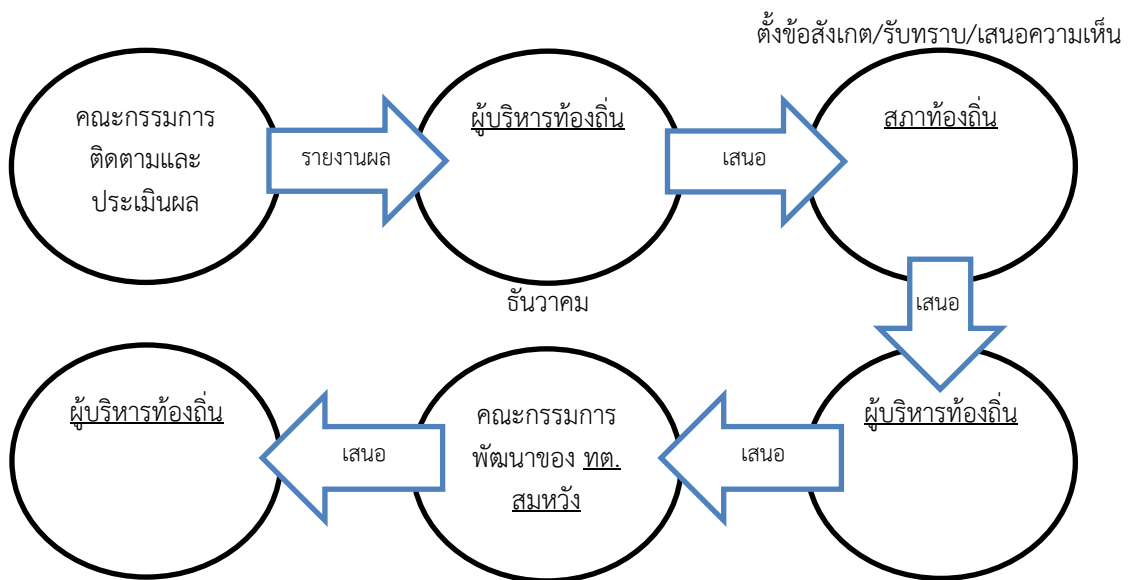 ตั้งข้อสังเกต/รับทราบ/เสนอความเห็น
คณะกรรมการ
ติดตามและ
ประเมินผล
รายงานผล
ผู้บริหารท้องถิ่น
เสนอ
สภาท้องถิ่น
ธันวาคม
เสนอ
ผู้บริหารท้องถิ่น
เสนอ
คณะกรรมการ
พัฒนาของ ทต.
สมหวัง
เสนอ
ผู้บริหารท้องถิ่น